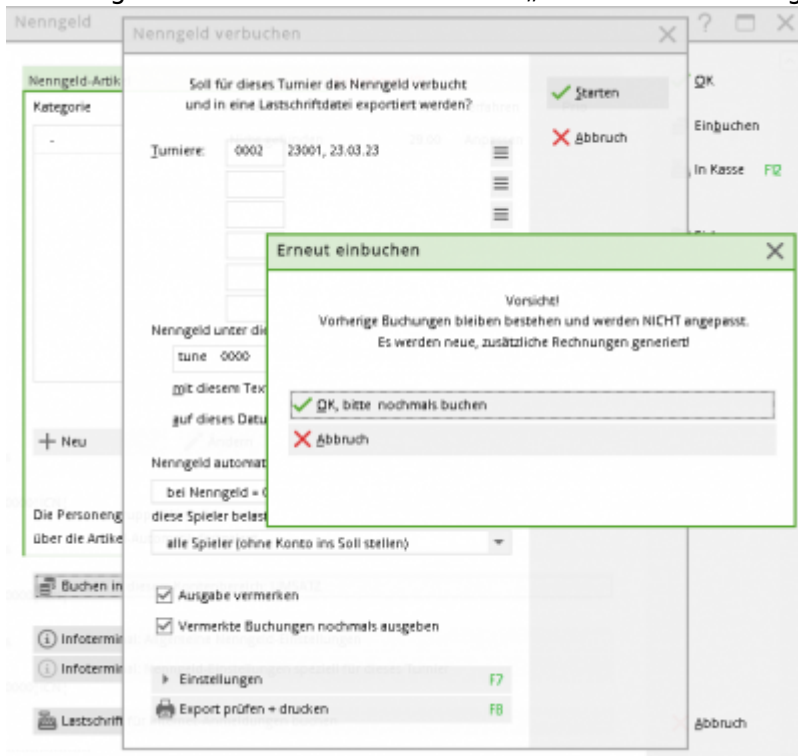 Nenngeld
Nenngeld verbuchen
?
Nenngeld-Artik
Kategorie
-
Soll für dieses Turnier das Nenngeld verbucht
und in eine Lastschriftdatei exportiert werden?
Starten
Abbruch
OK
Einbuchen
In Kasse F12
Turniere: 0002 23001, 23.03.23
Erneut einbuchen
Vorsicht!
Vorherige Buchungen bleiben bestehen und werden NICHT angepasst.
Es werden neue, zusätzliche Rechnungen generiert!
OK, bitte nochmals buchen
Abbruch
Nenngeld unter die
tune 0000
mit diesem Tex
auf dieses Datu
+ Neu
Nenngeld automat
bei Nenngeld = 0
Die Personeng
über die Artike
diese Spieler belast
alle Spieler (ohne Konto ins Soll stellen)
Buchen in
Ausgabe vermerken
Vermerkte Buchungen nochmals ausgeben
Infotermin
Infotermin
Einstellungen F7
Export prüfen + drucken F8
Lastschrift
Abbruch